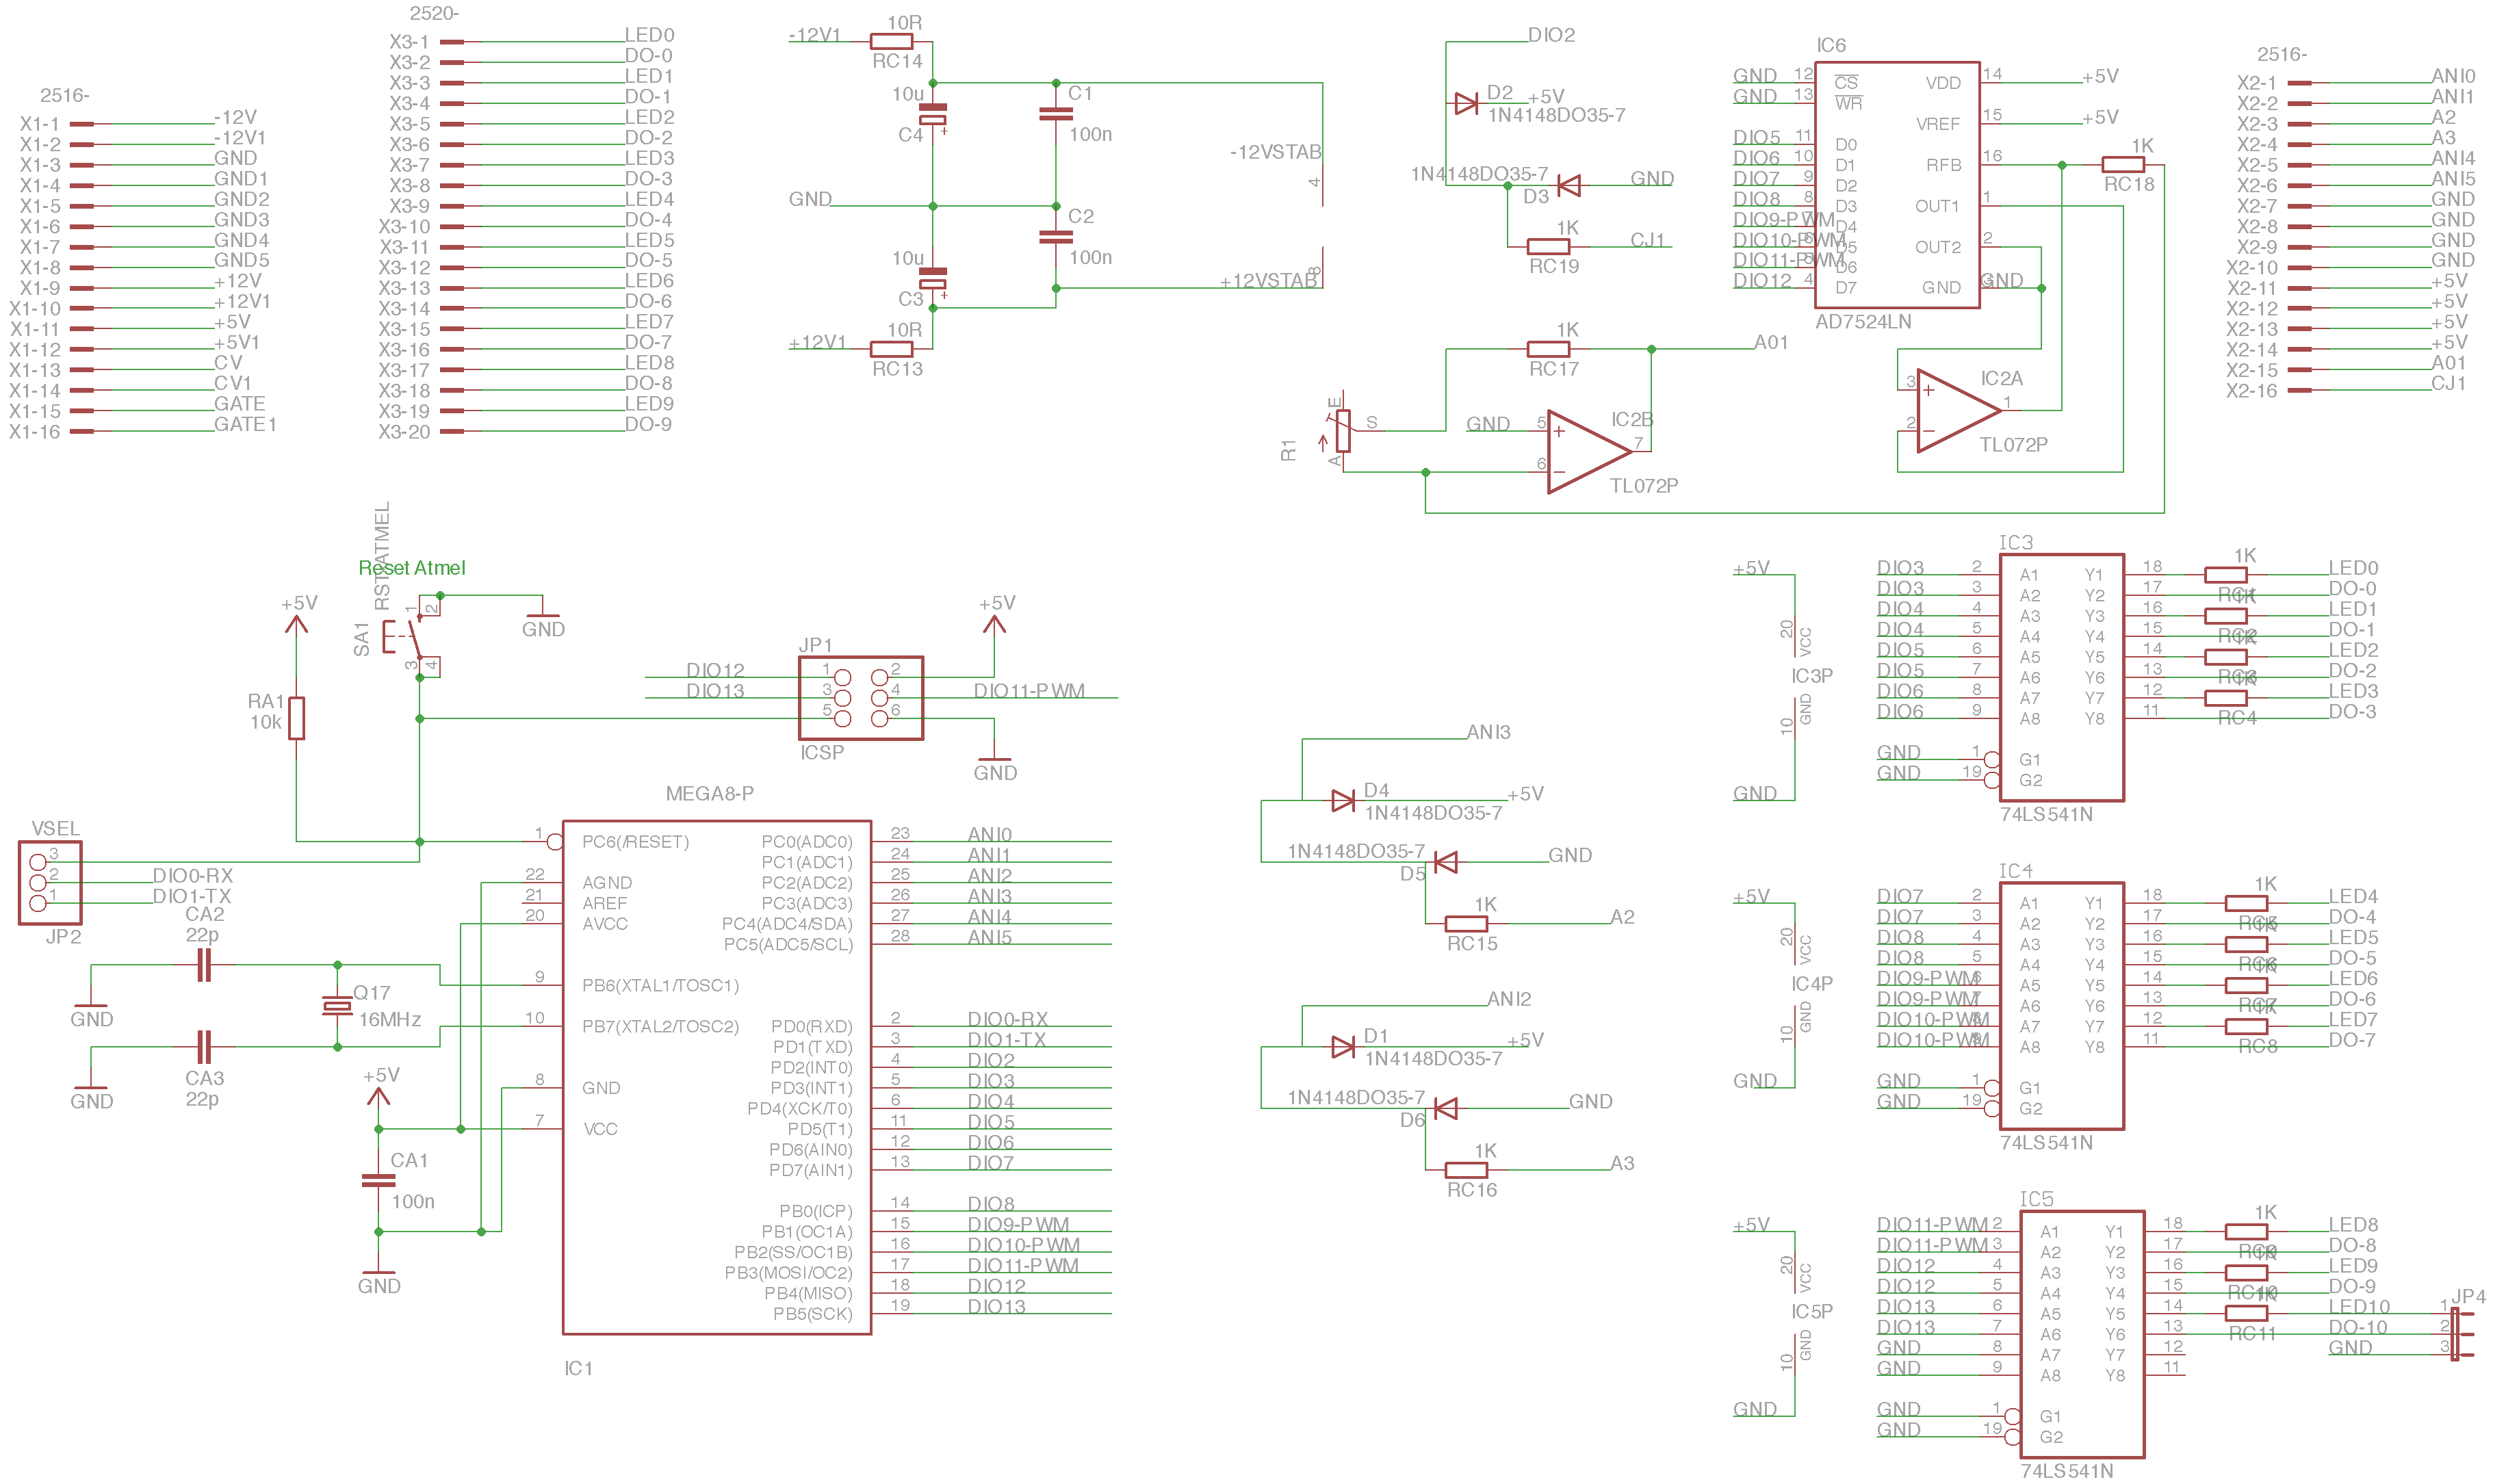 2516-
X1-1 -12V
X1-2 -12V1
X1-3 GND
X1-4 GND1
X1-5 GND2
X1-6 GND3
X1-7 GND4
X1-8 GND5
X1-9 +12V
X1-10 +12V1
X1-11 +5V
X1-12 +5V1
X1-13 CV
X1-14 CV1
X1-15 GATE
X1-16 GATE1
2520-
X3-1 LED0
X3-2 DO-0
X3-3 LED1
X3-4 DO-1
X3-5 LED2
X3-6 DO-2
X3-7 LED3
X3-8 DO-3
X3-9 LED4
X3-10 DO-4
X3-11 LED5
X3-12 DO-5
X3-13 LED6
X3-14 DO-6
X3-15 LED7
X3-16 DO-7
X3-17 LED8
X3-18 DO-8
X3-19 LED9
X3-20 DO-9
-12V1
10R
RC14
10u
C4
+
C1
100n
GND
C2
100n
10u
C3
+
+12V1
10R
RC13
-12VSTAB
4
8
+12VSTAB
DIO2
D2
+5V
1N4148DO35-7
1N4148DO35-7
D3
GND
1K
RC19
CJ1
IC6
GND 12 CS
GND 13 WR
DIO5 11 D0
DIO6 10 D1
DIO7 9 D2
DIO8 8 D3
DIO9-PWM 7 D4
DIO10-PWM 6 D5
DIO11-PWM 5 D6
DIO12 4 D7
VDD 14 +5V
VREF 15 +5V
RFB 16
OUT1 1
OUT2 2
GND 3 GND
AD7524LN
1K
RC18
1K
RC17
A01
R1
E
S
A
GND
5
+
6
-
7
IC2B
TL072P
3
+
2
-
1
IC2A
TL072P
2516-
X2-1 ANI0
X2-2 ANI1
X2-3 A2
X2-4 A3
X2-5 ANI4
X2-6 ANI5
X2-7 GND
X2-8 GND
X2-9 GND
X2-10 GND
X2-11 +5V
X2-12 +5V
X2-13 +5V
X2-14 +5V
X2-15 A01
X2-16 CJ1
Reset Atmel
RST/ATMEL
SA1
1
2
3
4
GND
+5V
RA1
10k
JP1
DIO12 1 2
DIO13 3 4 DIO11-PWM
5 6
ICSP
+5V
GND
VSEL
3
2 DIO0-RX
1 DIO1-TX
JP2
CA2
22p
GND
CA3
22p
GND
Q17
16MHz
+5V
CA1
100n
GND
MEGA8-P
1 PC6(/RESET)
22 AGND
21 AREF
20 AVCC
9 PB6(XTAL1/TOSC1)
10 PB7(XTAL2/TOSC2)
8 GND
7 VCC
PC0(ADC0) 23 ANI0
PC1(ADC1) 24 ANI1
PC2(ADC2) 25 ANI2
PC3(ADC3) 26 ANI3
PC4(ADC4/SDA) 27 ANI4
PC5(ADC5/SCL) 28 ANI5
PD0(RXD) 2 DIO0-RX
PD1(TXD) 3 DIO1-TX
PD2(INT0) 4 DIO2
PD3(INT1) 5 DIO3
PD4(XCK/T0) 6 DIO4
PD5(T1) 11 DIO5
PD6(AIN0) 12 DIO6
PD7(AIN1) 13 DIO7
PB0(ICP) 14 DIO8
PB1(OC1A) 15 DIO9-PWM
PB2(SS/OC1B) 16 DIO10-PWM
PB3(MOSI/OC2) 17 DIO11-PWM
PB4(MISO) 18 DIO12
PB5(SCK) 19 DIO13
IC1
ANI3
D4
+5V
1N4148DO35-7
1N4148DO35-7
D5
GND
1K
RC15
A2
ANI2
D1
+5V
1N4148DO35-7
1N4148DO35-7
D6
GND
1K
RC16
A3
+5V
20
VCC
IC3P
10
GND
GND
IC3
DIO3 2 A1 Y1 18 1K LED0
DIO3 3 A2 Y2 17 DO-0
DIO4 4 A3 Y3 16 1K LED1
DIO4 5 A4 Y4 15 DO-1
DIO5 6 A5 Y5 14 LED2
DIO5 7 A6 Y6 13 DO-2
DIO6 8 A7 Y7 12 LED3
DIO6 9 A8 Y8 11 RC4 DO-3
GND 1 G1
GND 19 G2
74LS541N
+5V
20
VCC
IC4P
10
GND
GND
IC4
DIO7 2 A1 Y1 18 1K LED4
DIO7 3 A2 Y2 17 DO-4
DIO8 4 A3 Y3 16 LED5
DIO8 5 A4 Y4 15 DO-5
DIO9-PWM 6 A5 Y5 14 LED6
DIO9-PWM 7 A6 Y6 13 DO-6
DIO10-PWM 8 A7 Y7 12 LED7
DIO10-PWM 9 A8 Y8 11 RC8 DO-7
GND 1 G1
GND 19 G2
74LS541N
+5V
20
VCC
IC5P
10
GND
GND
IC5
DIO11-PWM 2 A1 Y1 18 1K LED8
DIO11-PWM 3 A2 Y2 17 DO-8
DIO12 4 A3 Y3 16 LED9
DIO12 5 A4 Y4 15 DO-9
DIO13 6 A5 Y5 14 LED10 1
DIO13 7 A6 Y6 13 RC11 DO-10 2
GND 8 A7 Y7 12 GND 3
GND 9 A8 Y8 11
GND 1 G1
GND 19 G2
74LS541N
JP4